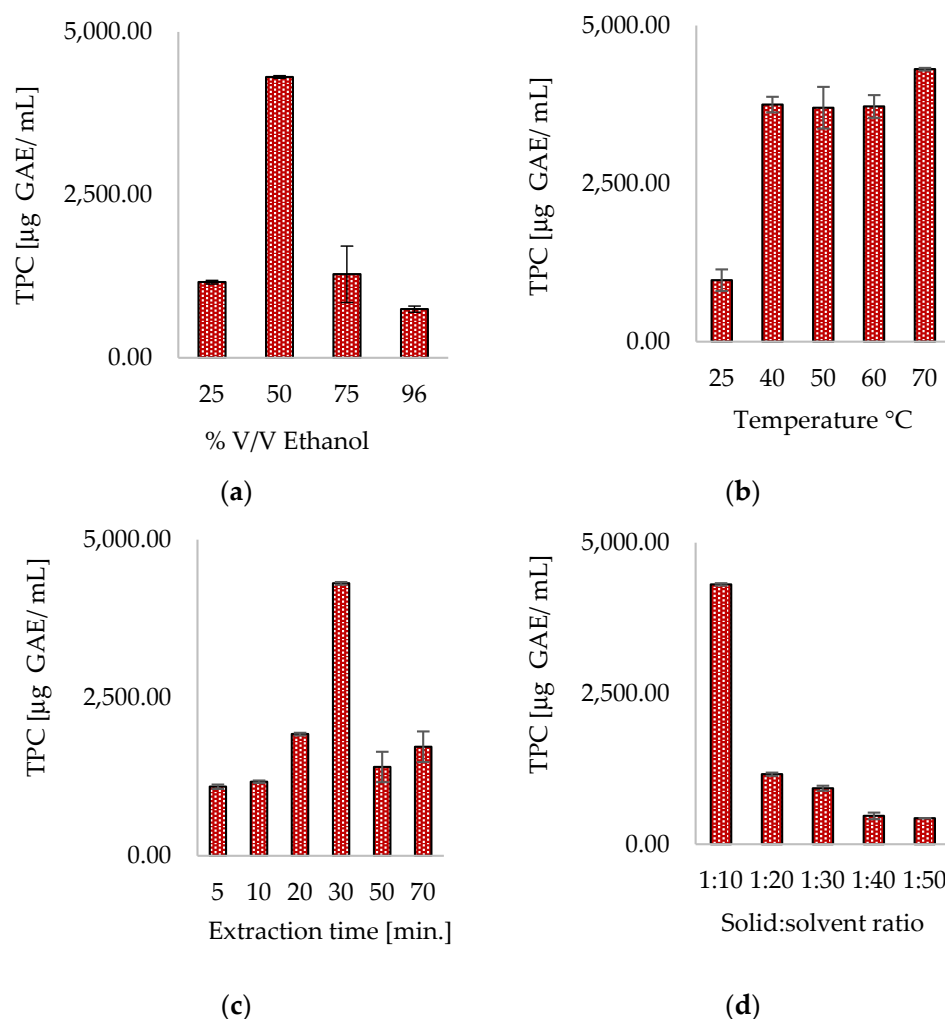 TPC [µg GAE/ mL]
5,000.00
2,500.00
0.00
25 50 75 96
% V/V Ethanol
(a)
TPC [µg GAE/ mL]
5,000.00
2,500.00
0.00
25 40 50 60 70
Temperature °C
(b)
TPC [µg GAE/ mL]
5,000.00
2,500.00
0.00
5 10 20 30 50 70
Extraction time [min.]
(c)
TPC [µg GAE/ mL]
5,000.00
2,500.00
0.00
1:10 1:20 1:30 1:40 1:50
Solid:solvent ratio
(d)